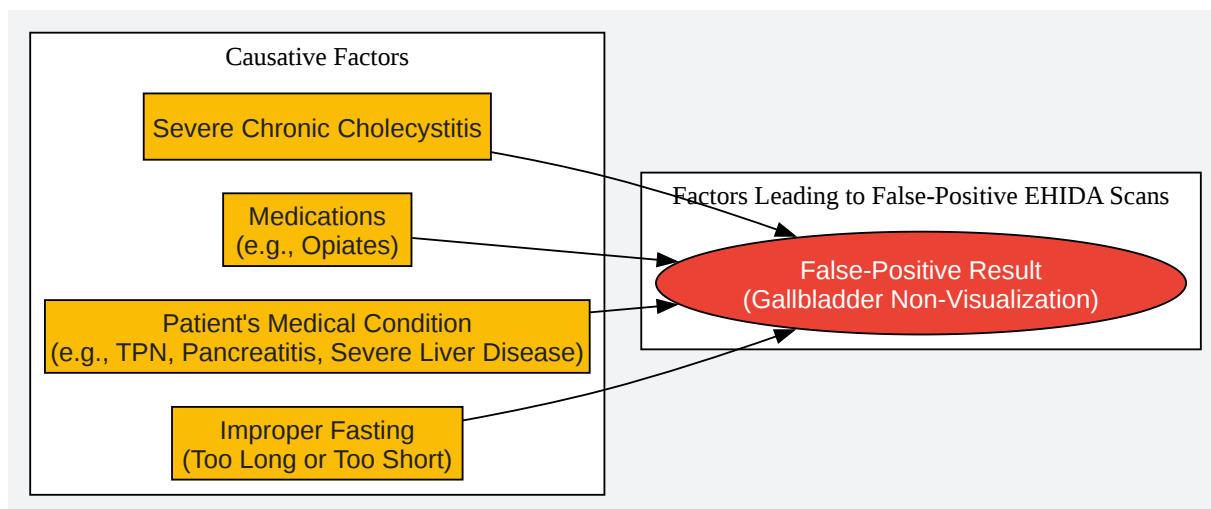 Causative Factors
Severe Chronic Cholecystitis
Medications
(e.g., Opiates)
Patient's Medical Condition
(e.g., TPN, Pancreatitis, Severe Liver Disease)
Improper Fasting
(Too Long or Too Short)
Factors Leading to False-Positive EHIDA Scans
False-Positive Result
(Gallbladder Non-Visualization)